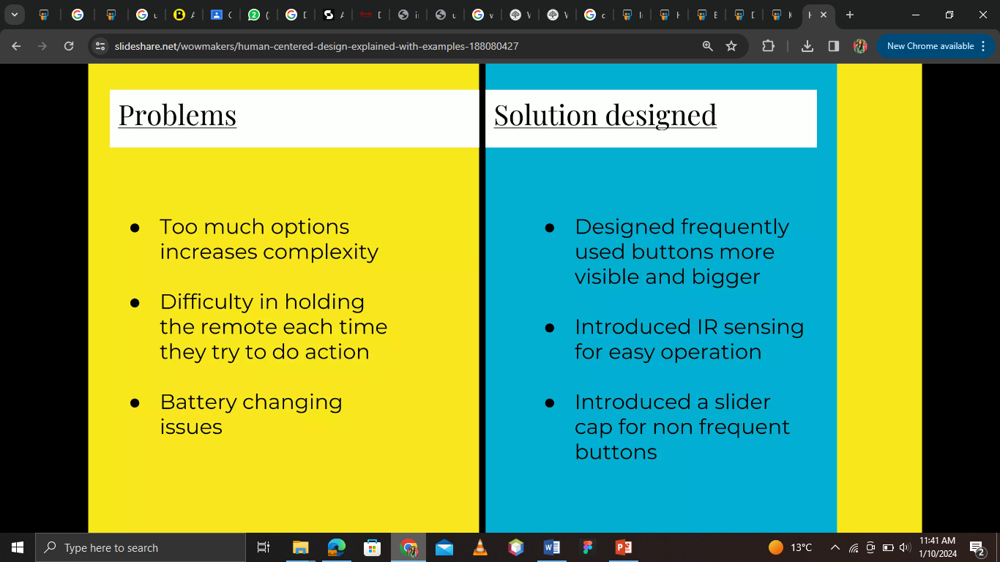 slideshare.net/wowmakers/human-centered-design-explained-with-examples-188080427
New Chrome available
Problems
Too much options
increases complexity
Difficulty in holding
the remote each time
they try to do action
Battery changing
issues
Solution designed
Designed frequently
used buttons more
visible and bigger
Introduced IR sensing
for easy operation
Introduced a slider
cap for non frequent
buttons
Type here to search
13°C
11:41 AM
1/10/2024
2